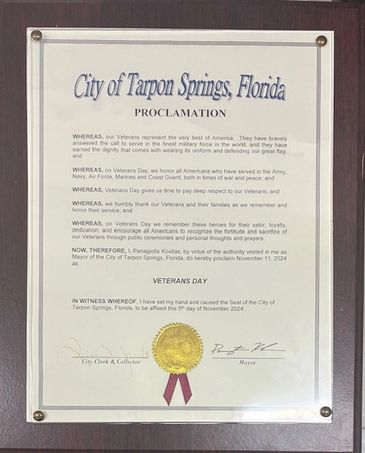 City of Tarpon Springs, Florida
PROCLAMATION
WHEREAS, our Veterans represent the very best of America. They have bravely
answered the call to serve in the finest military force in the world, and they have
earned the dignity that comes with wearing its uniform and defending our great flag;
and
WHEREAS, on Veterans Day, we honor all Americans who have served in the Army,
Navy, Air Force, Marines and Coast Guard, both in times of war and peace; and
WHEREAS, Veterans Day gives us time to pay deep respect to our Veterans; and
WHEREAS, we humbly thank our Veterans and their families as we remember and
honor their service; and
WHEREAS, on Veterans Day we remember these heroes for their valor, loyalty,
dedication, and encourage all Americans to recognize the fortitude and sacrifice of
our Veterans through public ceremonies and personal thoughts and prayers.
NOW, THEREFORE, I, Panagiotis Koulias, by virtue of the authority vested in me as
Mayor of the City of Tarpon Springs, Florida, do hereby proclaim November 11, 2024
as
VETERANS DAY
IN WITNESS WHEREOF, I have set my hand and caused the Seal of the City of
Tarpon Springs, Florida, to be affixed this 5th day of November 2024.
City Clerk & Collector
Mayor